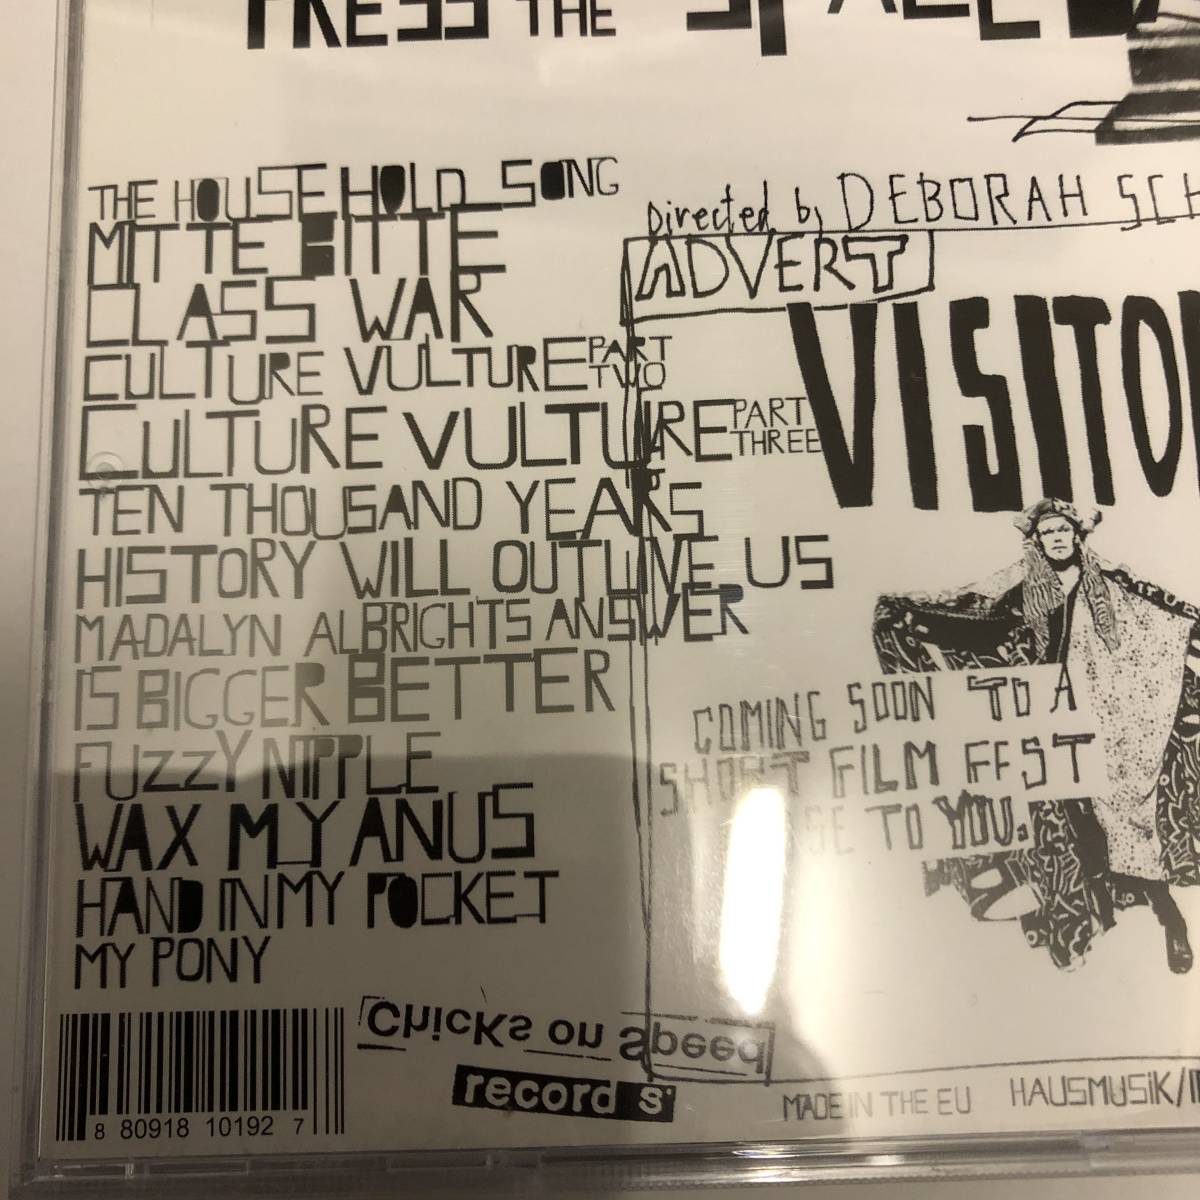 PRESS THE
THE HOUSEHOLD SONG
MITTE BITTE
CLASS WAR
CULTURE VULTURE PART TWO
CULTURE VULTURE PART THREE
TEN THOUSAND YEARS
HISTORY WILL OUTLIVE US
MADALYN ALBRIGHTS ANSWER
IS BIGGER BETTER
FUZZY NIPPLE
WAX MY ANUS
HAND IN MY POCKET
MY PONY
Directed by DEBORAH SCH
ADVERT
VISITO
COMING SOON TO A
SHORT FILM FEST
TO YOU.
Chicks on Speed
records
8 80918 10192 7
MADE IN THE EU HAUSMUSIK/